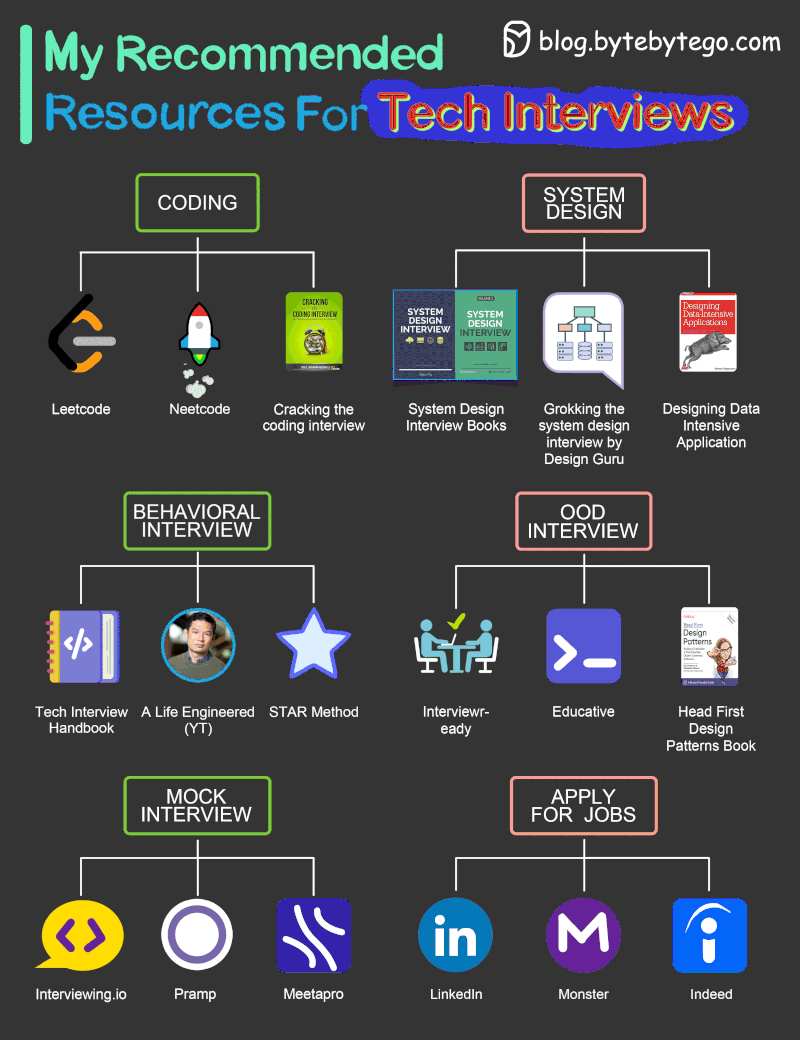 My Recommended
Resources For Tech Interviews
blog.bytebytego.com
CODING
Leetcode
Neetcode
CRACKING
CODING INTERVIEW
Cracking the
coding interview
SYSTEM
DESIGN
SYSTEM
DESIGN
INTERVIEW
VOLUME 2
SYSTEM
DESIGN
INTERVIEW
System Design
Interview Books
Grokking the
system design
interview by
Design Guru
Designing
Data-Intensive
Applications
Designing Data
Intensive
Application
BEHAVIORAL
INTERVIEW
Tech Interview
Handbook
A Life Engineered
(YT)
STAR Method
OOD
INTERVIEW
Interviewr-
eady
Educative
Head First
Design
Patterns
Head First
Design
Patterns Book
MOCK
INTERVIEW
Interviewing.io
Pramp
Meetapro
APPLY
FOR JOBS
in
LinkedIn
Monster
Indeed